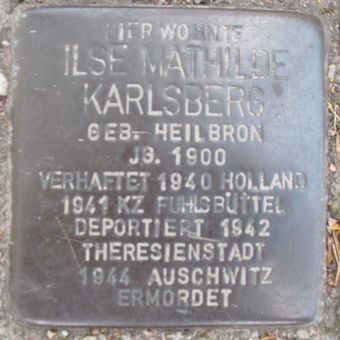 HIER WOHNTE
ILSE MATHILDE
KARLSBERG
GEB. HEILBRON
JG. 1900
VERHAFTET 1940 HOLLAND
1941 KZ FUHLSBÜTTEL
DEPORTIERT 1942
THERESIENSTADT
1944 AUSCHWITZ
ERMORDET